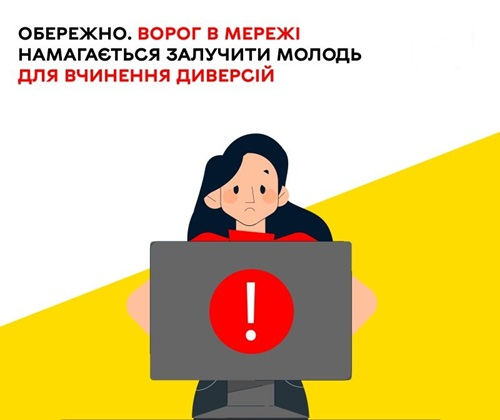 ОБЕРЕЖНО. ВОРОГ В МЕРЕЖІ
НАМАГАЄТЬСЯ ЗАЛУЧИТИ МОЛОДЬ
ДЛЯ ВЧИНЕННЯ ДИВЕРСІЙ
!